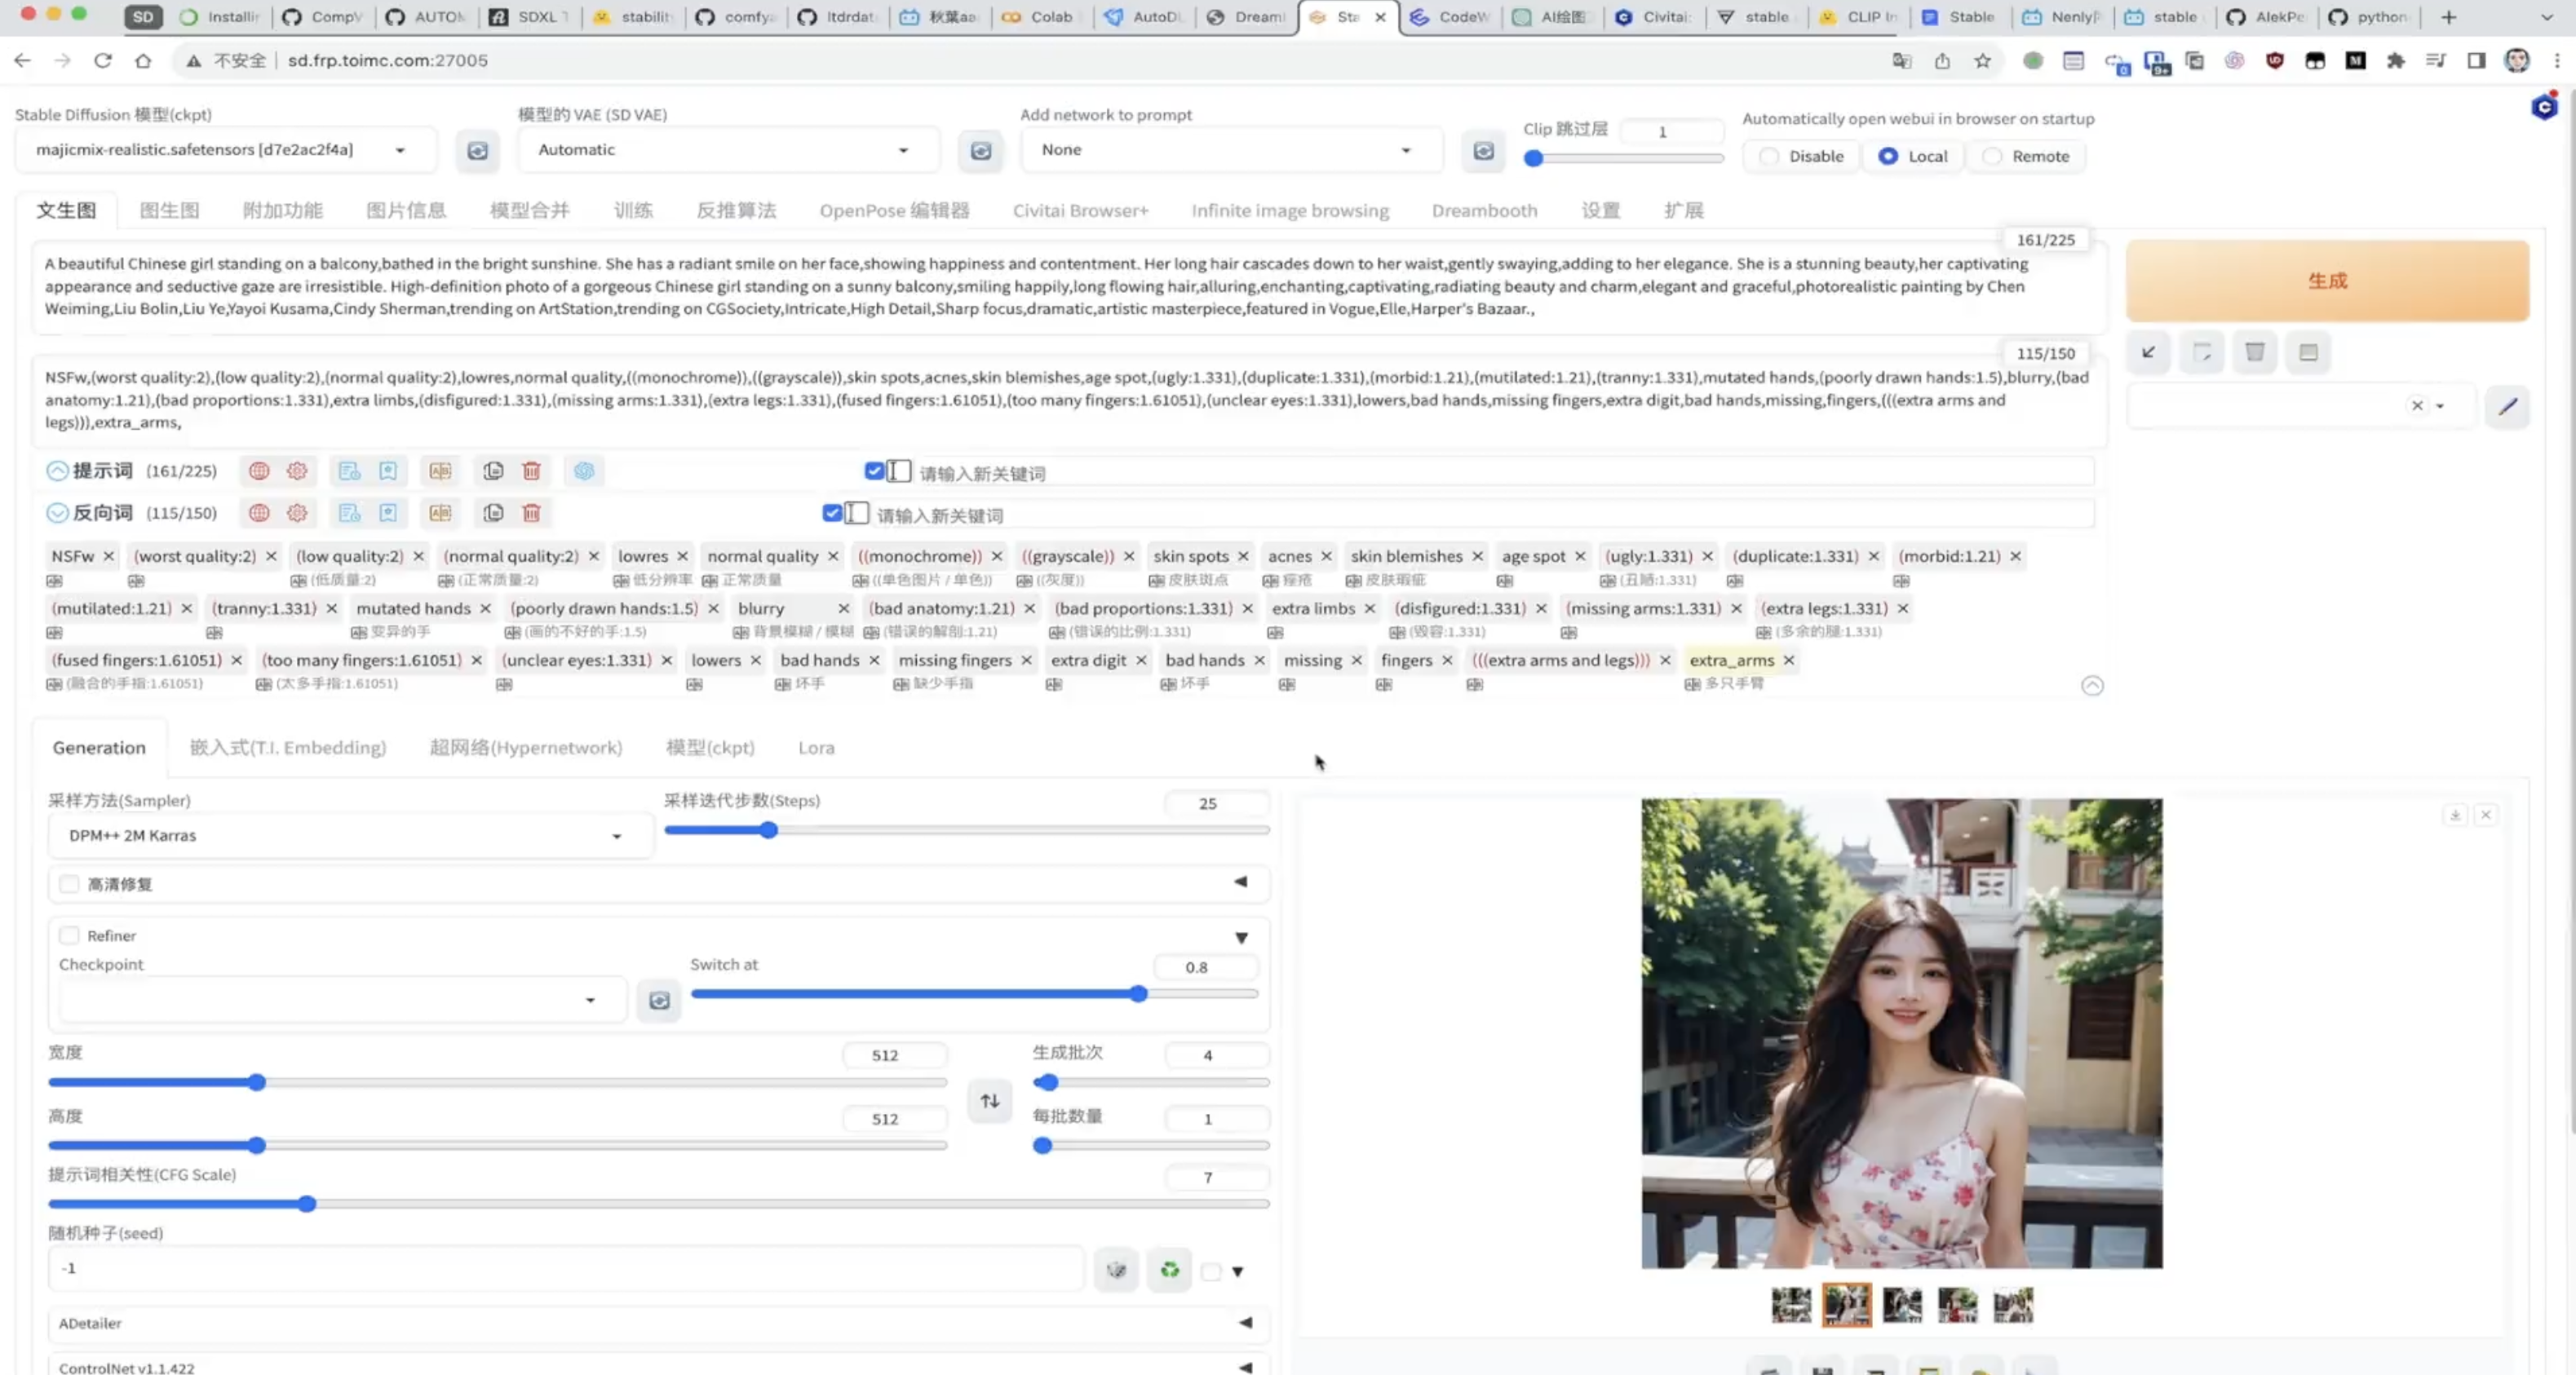 SD Installin CompV AUTOM SDXL T stability comfya ltdrdat 秋葉aa Colab AutoDL Dreaml Sta CodeW AI绘图 Civitai: stable CLIP In Stable Nenly同 stable AlekPe python
不安全 sd.frp.toimc.com:27005
Stable Diffusion 模型(ckpt) 模型的 VAE (SD VAE) Add network to prompt Clip 跳过层 1 Automatically open webui in browser on startup
majicmix-realistic.safetensors [d7e2ac2f4a] Automatic None Disable Local Remote
文生图 图生图 附加功能 图片信息 模型合并 训练 反推算法 OpenPose 编辑器 Civitai Browser+ Infinite image browsing Dreambooth 设置 扩展
161/225
A beautiful Chinese girl standing on a balcony,bathed in the bright sunshine. She has a radiant smile on her face,showing happiness and contentment. Her long hair cascades down to her waist,gently swaying,adding to her elegance. She is a stunning beauty,her captivating
appearance and seductive gaze are irresistible. High-definition photo of a gorgeous Chinese girl standing on a sunny balcony,smiling happily,long flowing hair,alluring,enchanting,captivating,radiating beauty and charm,elegant and graceful,photorealistic painting by Chen
Weiming,Liu Bolin,Liu Ye,Yayoi Kusama,Cindy Sherman,trending on ArtStation,trending on CGSociety,Intricate,High Detail,Sharp focus,dramatic,artistic masterpiece,featured in Vogue,Elle,Harper's Bazaar.,
生成
115/150
NSFw,(worst quality:2),(low quality:2),(normal quality:2),lowres,normal quality,((monochrome)),((grayscale)),skin spots,acnes,skin blemishes,age spot,(ugly:1.331),(duplicate:1.331),(morbid:1.21),(mutilated:1.21),(tranny:1.331),mutated hands,(poorly drawn hands:1.5),blurry,(bad
anatomy:1.21),(bad proportions:1.331),extra limbs,(disfigured:1.331),(missing arms:1.331),(extra legs:1.331),(fused fingers:1.61051),(too many fingers:1.61051),(unclear eyes:1.331),lowers,bad hands,missing fingers,extra digit,bad hands,missing,fingers,(((extra arms and
legs))),extra_arms,
提示词 (161/225) 请输入新关键词
反向词 (115/150) 请输入新关键词
NSFw (worst quality:2) (low quality:2) (normal quality:2) lowres normal quality ((monochrome)) ((grayscale)) skin spots acnes skin blemishes age spot (ugly:1.331) (duplicate:1.331) (morbid:1.21)
(低质量:2) (正常质量:2) 低分辨率 正常质量 ((单色图片 / 单色)) ((灰度)) 皮肤斑点 痤疮 皮肤瑕疵 (丑陋:1.331)
(mutilated:1.21) (tranny:1.331) mutated hands (poorly drawn hands:1.5) blurry (bad anatomy:1.21) (bad proportions:1.331) extra limbs (disfigured:1.331) (missing arms:1.331) (extra legs:1.331)
变异的手 (画的不好的手:1.5) 背景模糊 / 模糊 (错误的解剖:1.21) (错误的比例:1.331) (毁容:1.331) (多余的腿:1.331)
(fused fingers:1.61051) (too many fingers:1.61051) (unclear eyes:1.331) lowers bad hands missing fingers extra digit bad hands missing fingers (((extra arms and legs))) extra_arms
(融合的手指:1.61051) (太多手指:1.61051) 坏手 缺少手指 坏手 多只手臂
Generation 嵌入式(T.I. Embedding) 超网络(Hypernetwork) 模型(ckpt) Lora
采样方法(Sampler) 采样迭代步数(Steps) 25
DPM++ 2M Karras
高清修复
Refiner
Checkpoint Switch at 0.8
宽度 512 生成批次 4
高度 512 每批数量 1
提示词相关性(CFG Scale) 7
随机种子(seed)
-1
ADetailer
ControlNet v1.1.422